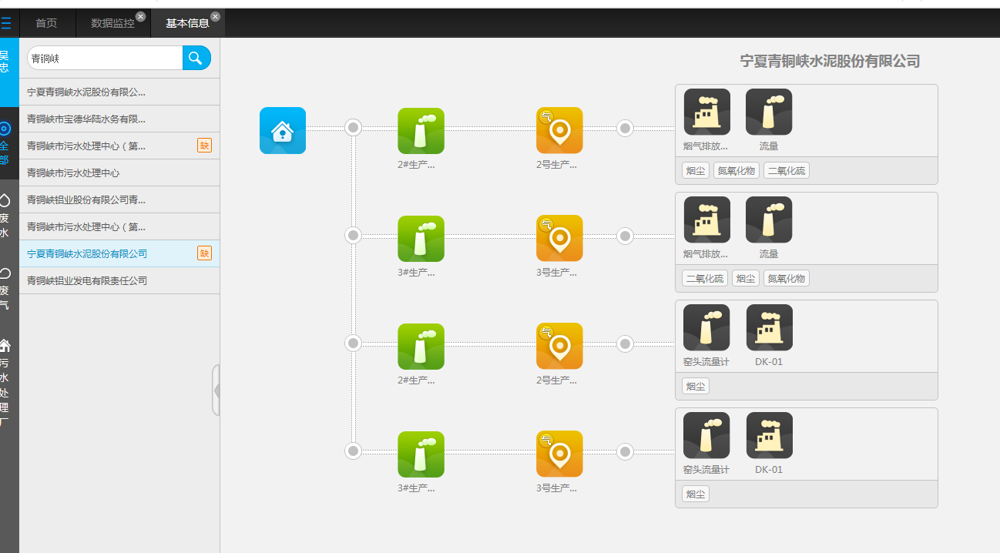 首页
数据监控
基本信息
吴忠
全部
废水
废气
污水处理厂
青铜峡
宁夏青铜峡水泥股份有限公...
青铜峡市宝德华陆水务有限...
青铜峡市污水处理中心（第...
缺
青铜峡市污水处理中心
青铜峡铝业股份有限公司青...
青铜峡市污水处理中心（第...
宁夏青铜峡水泥股份有限公司
缺
青铜峡铝业发电有限责任公司
宁夏青铜峡水泥股份有限公司
气
2#生产...
2号生产...
烟气排放...
流量
烟尘 氮氧化物 二氧化硫
气
3#生产...
3号生产...
烟气排放...
流量
二氧化硫 烟尘 氮氧化物
气
2#生产...
2号生产...
窑头流量计
DK-01
烟尘
气
3#生产...
3号生产...
窑头流量计
DK-01
烟尘